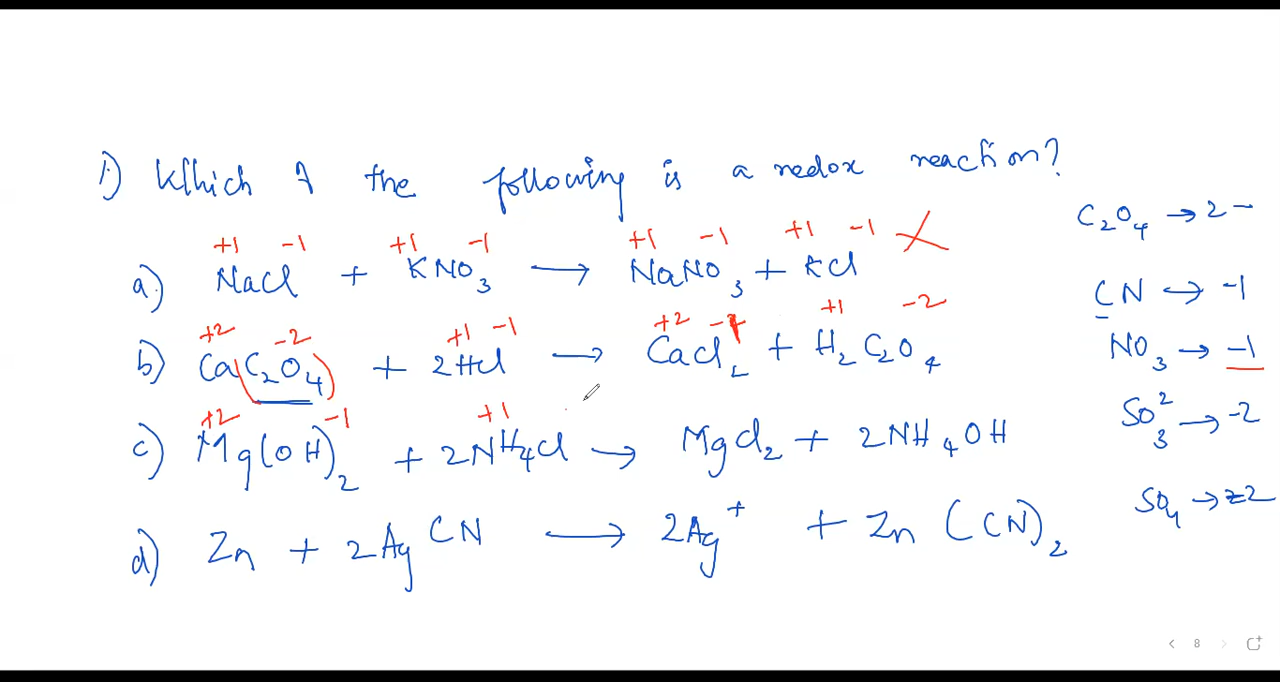 1) Which of the following is a redox reaction?
C₂O₄ → 2−
+1 −1 +1 −1 +1 −1 +1 −1
a) NaCl + KNO₃ → NaNO₃ + KCl ✗
CN → −1
+2 −2 +1 −1 +2 −1 +1 −2
b) Ca(C₂O₄) + 2HCl → CaCl₂ + H₂C₂O₄
NO₃ → −1
+2 −1 +1
c) Mg(OH)₂ + 2NH₄Cl → MgCl₂ + 2NH₄OH
SO₃² → −2
d) Zn + 2AgCN → 2Ag⁺ + Zn(CN)₂
SO₄ → −2
< 8 >